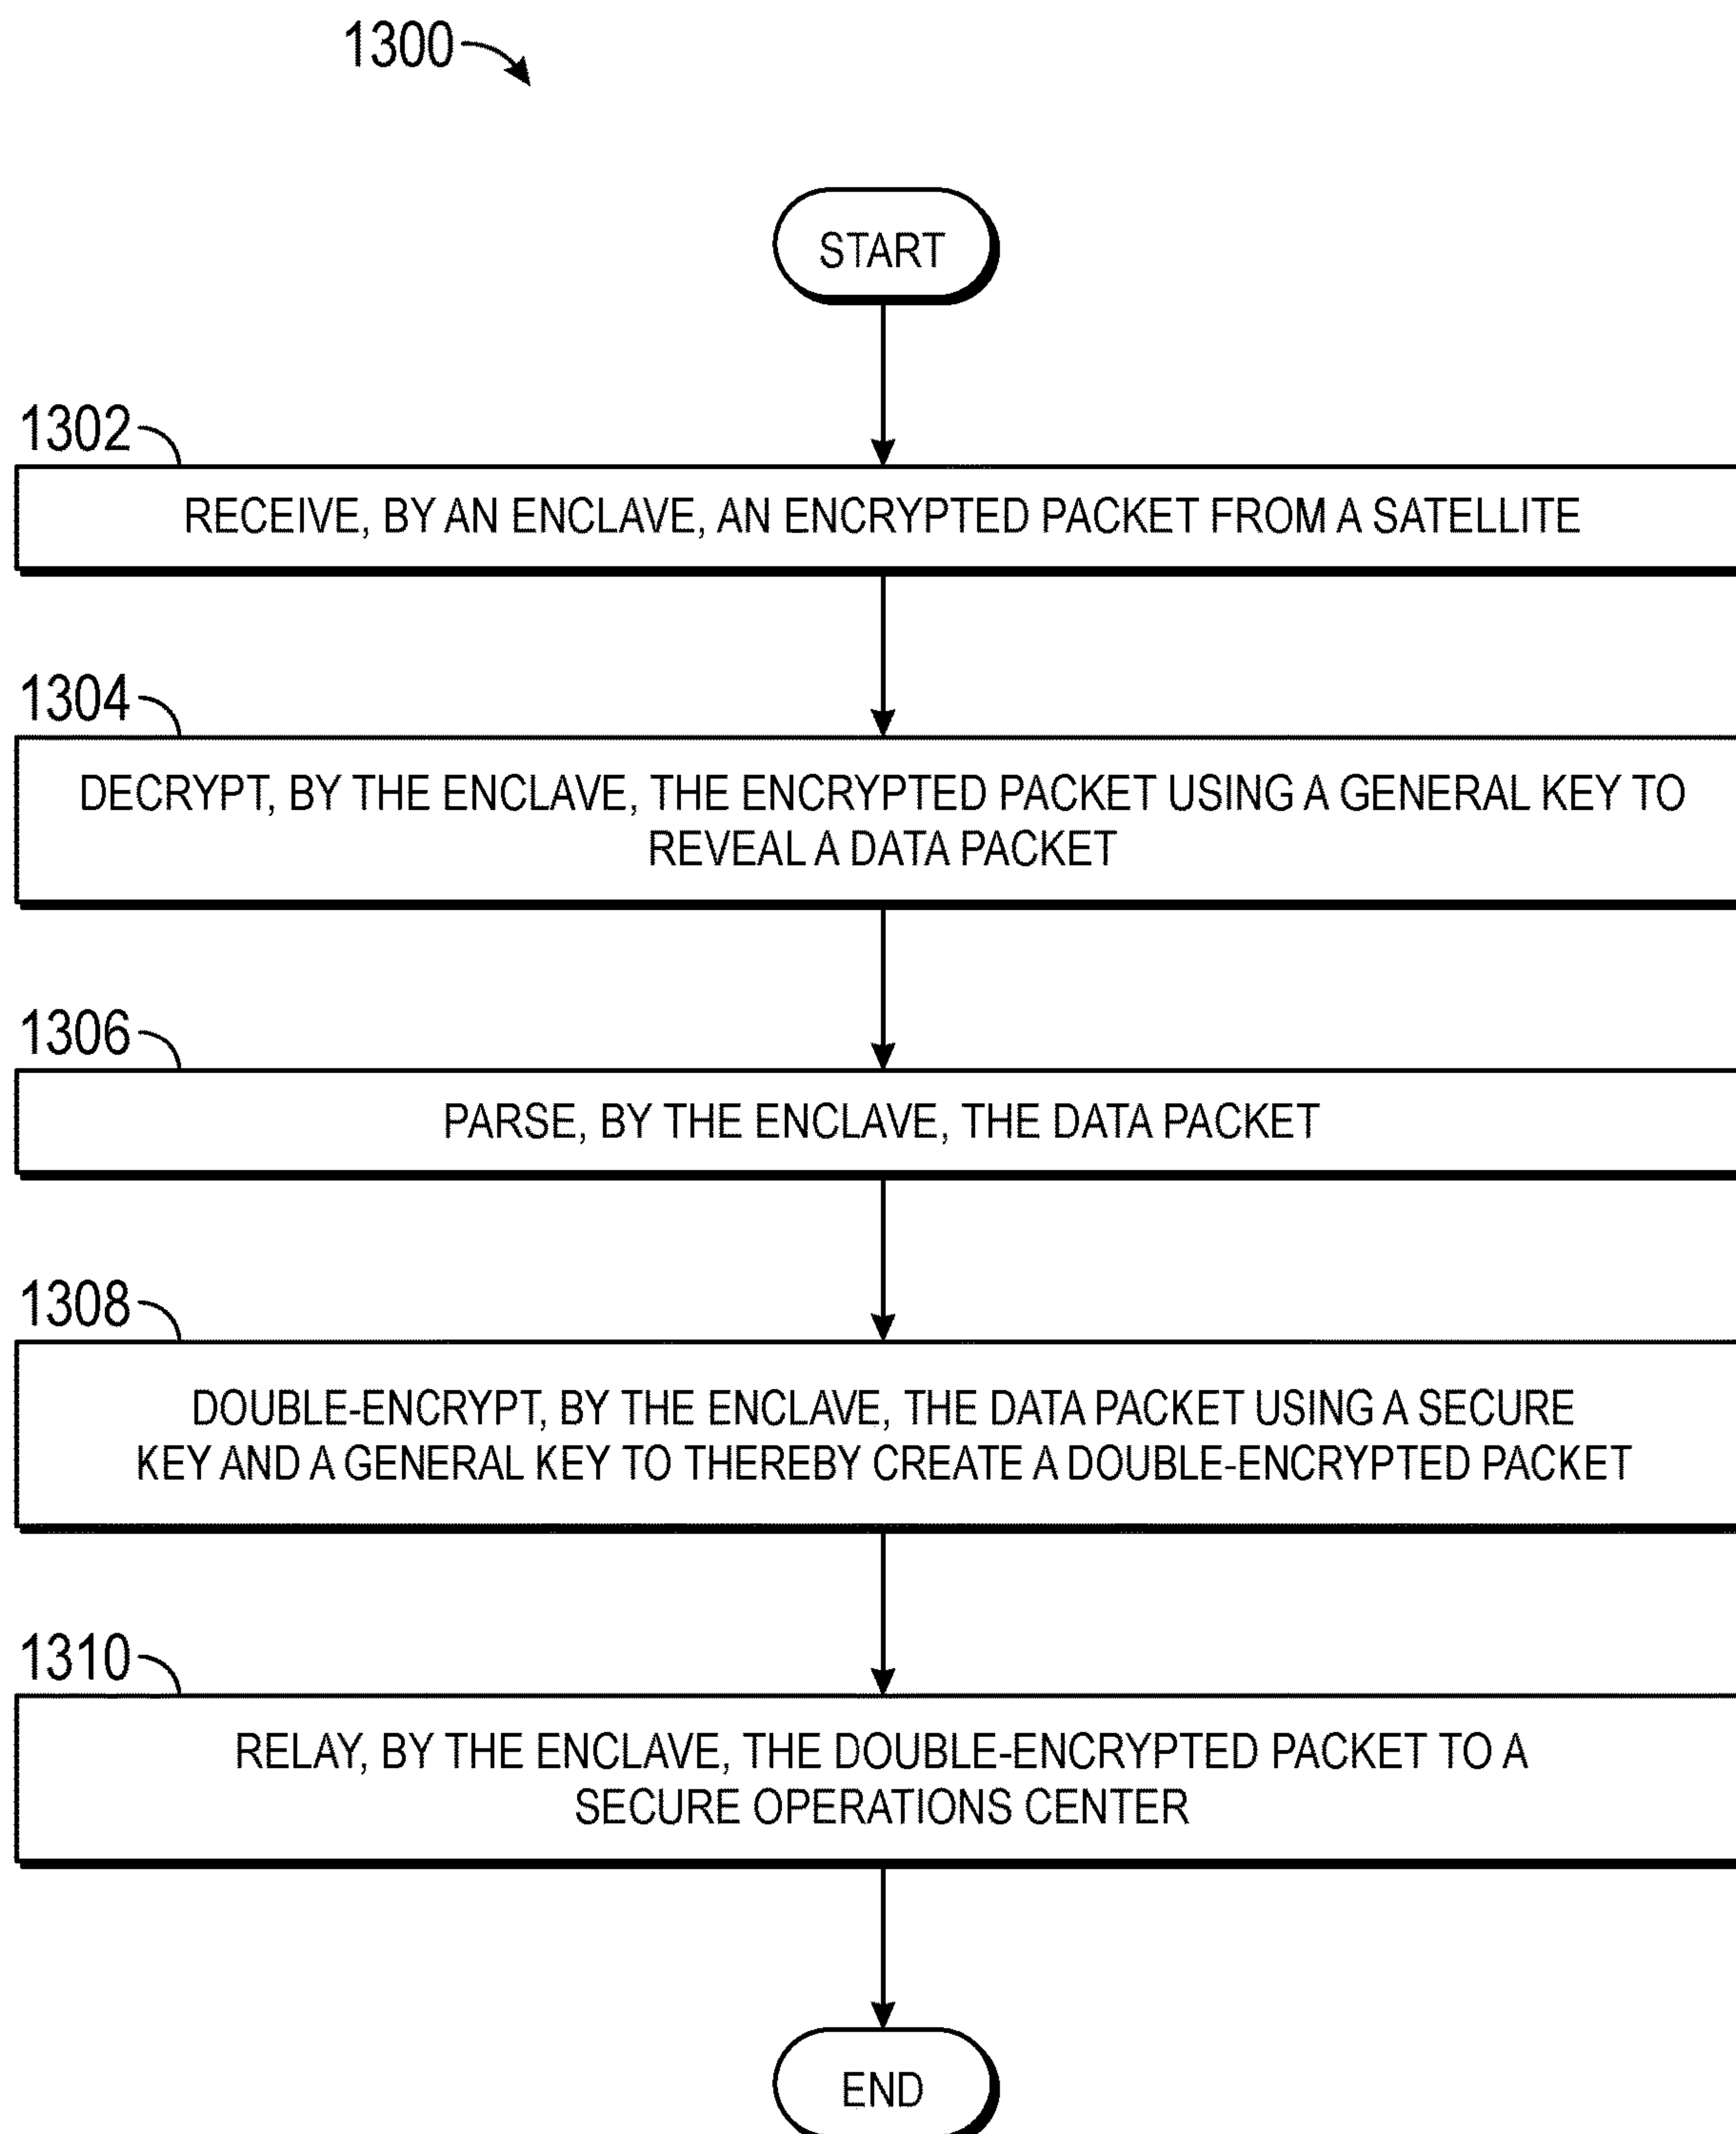 1300
START
1302
RECEIVE, BY AN ENCLAVE, AN ENCRYPTED PACKET FROM A SATELLITE
1304
DECRYPT, BY THE ENCLAVE, THE ENCRYPTED PACKET USING A GENERAL KEY TO
REVEAL A DATA PACKET
1306
PARSE, BY THE ENCLAVE, THE DATA PACKET
1308
DOUBLE-ENCRYPT, BY THE ENCLAVE, THE DATA PACKET USING A SECURE
KEY AND A GENERAL KEY TO THEREBY CREATE A DOUBLE-ENCRYPTED PACKET
1310
RELAY, BY THE ENCLAVE, THE DOUBLE-ENCRYPTED PACKET TO A
SECURE OPERATIONS CENTER
END